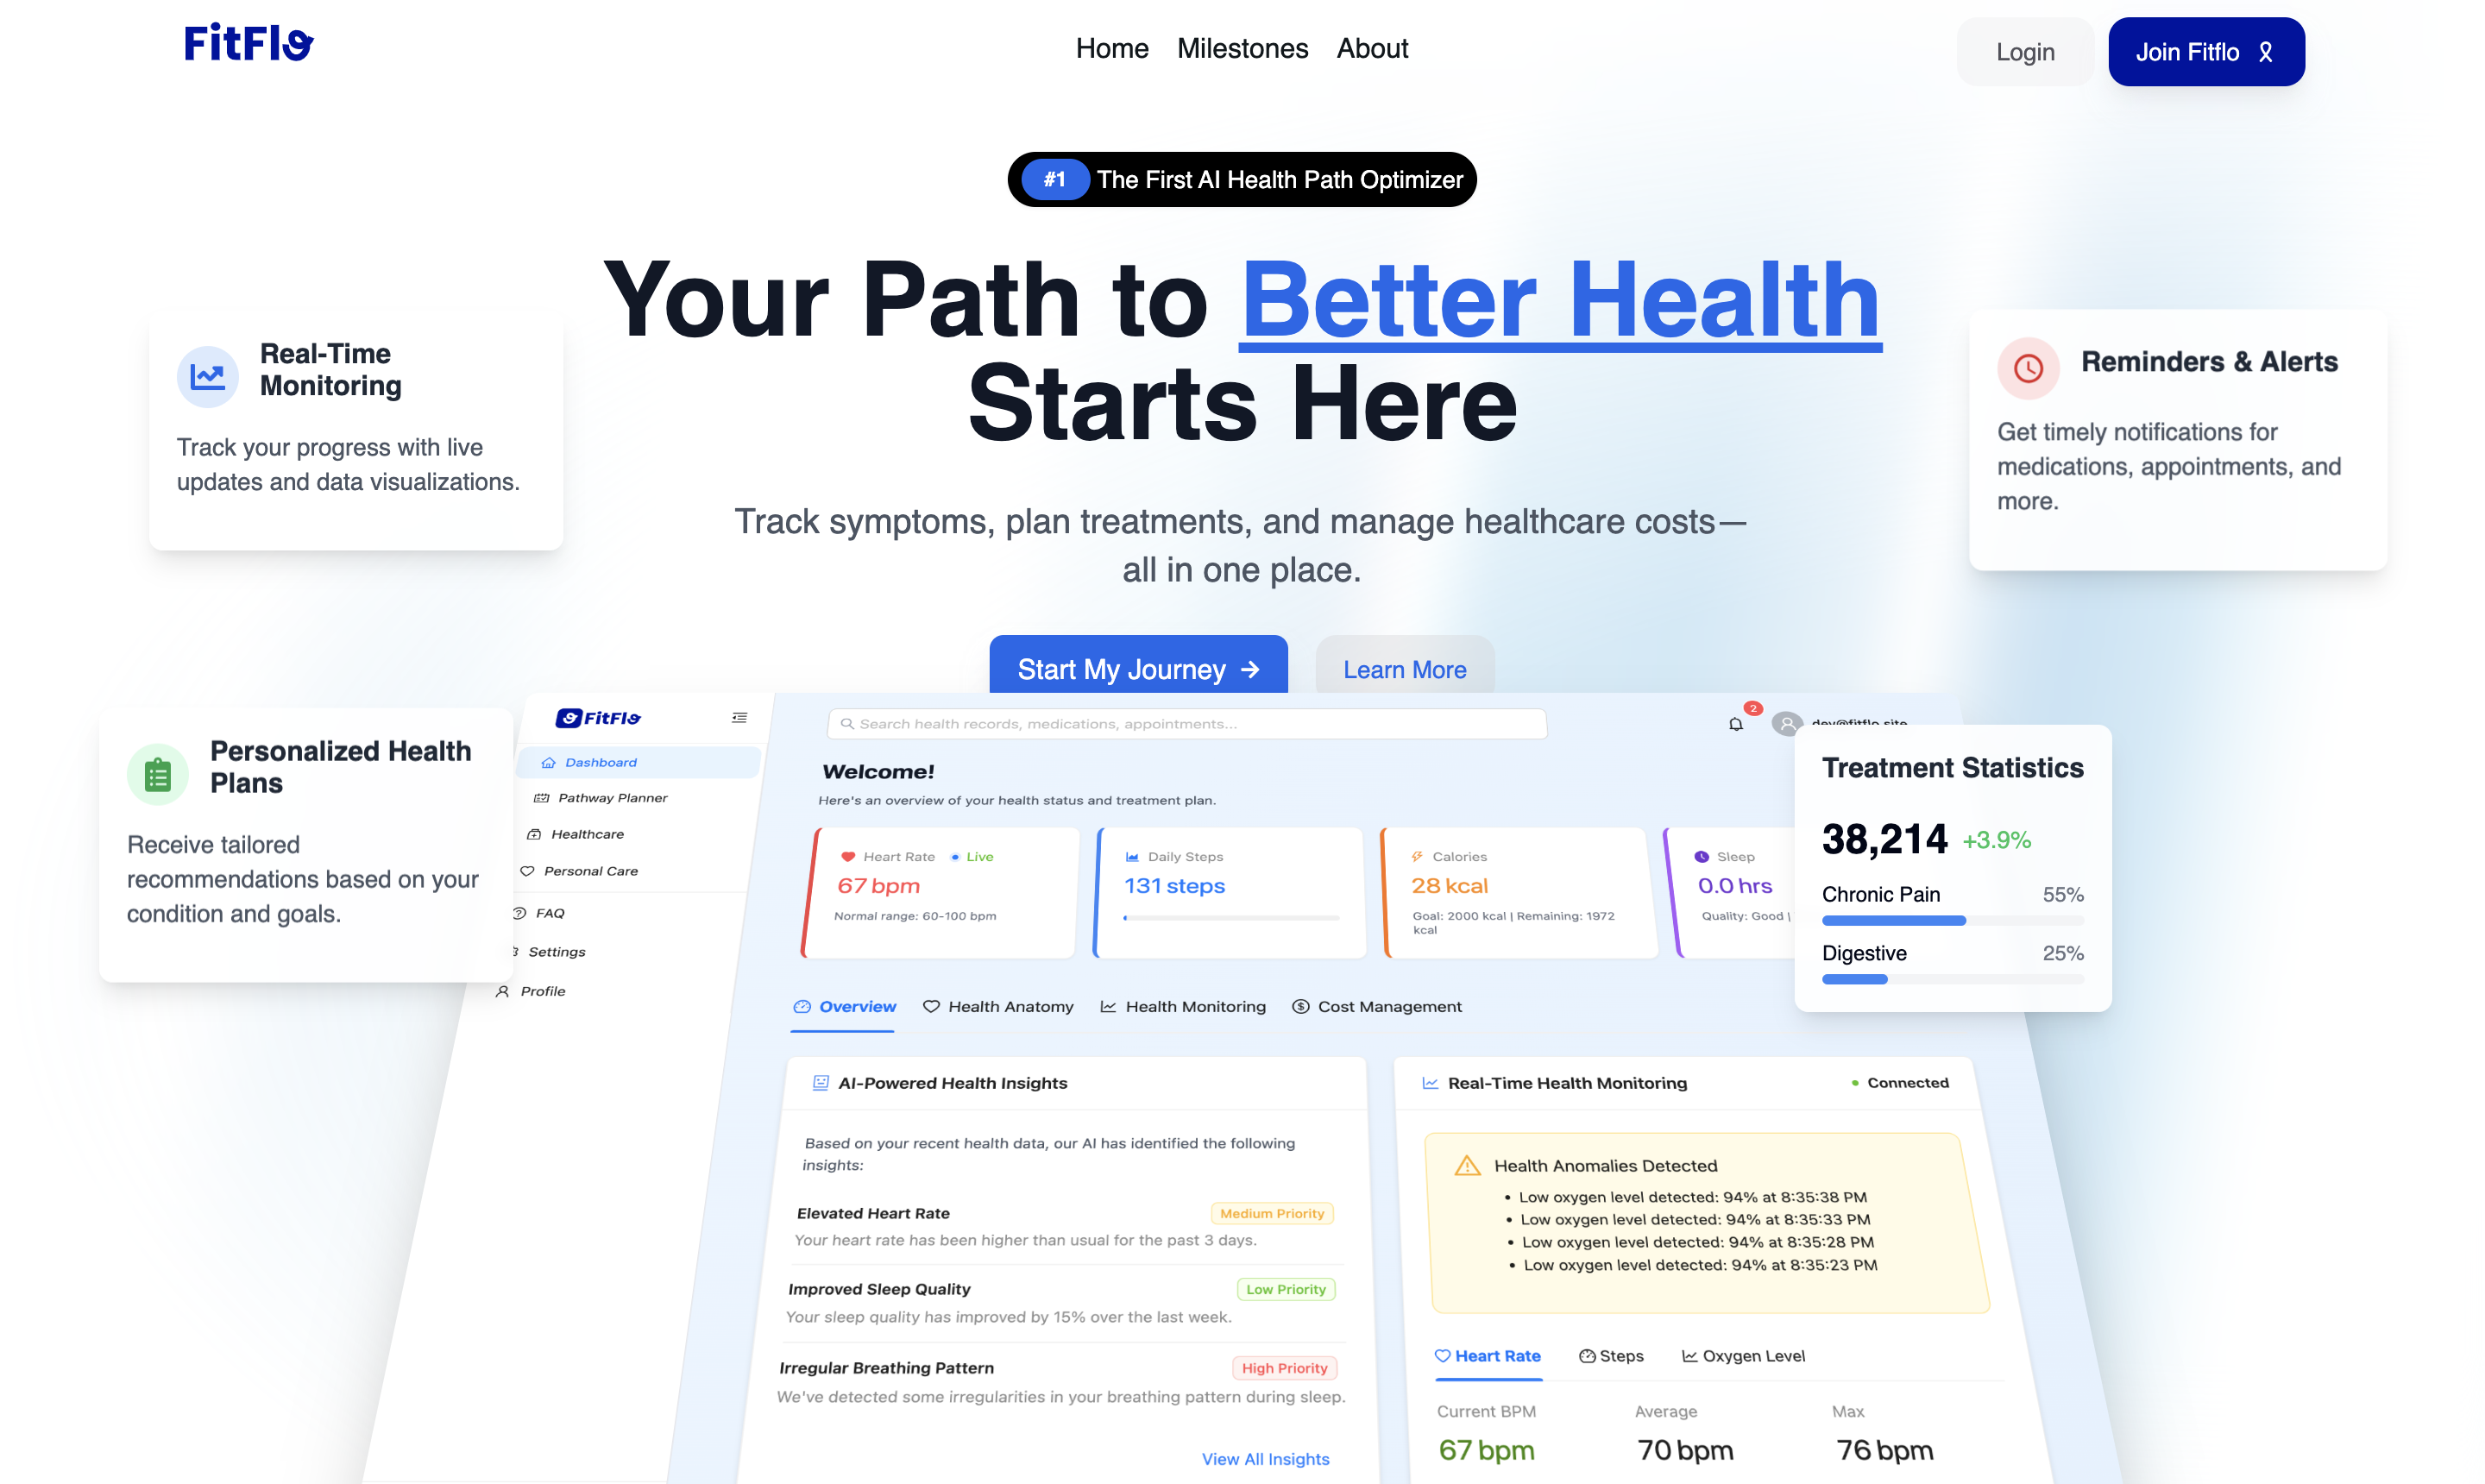 FitFlo
Home Milestones About
Login
Join Fitflo
#1 The First AI Health Path Optimizer
Your Path to Better Health
Starts Here
Track symptoms, plan treatments, and manage healthcare costs—
all in one place.
Start My Journey →
Learn More
Real-Time
Monitoring
Track your progress with live
updates and data visualizations.
Reminders & Alerts
Get timely notifications for
medications, appointments, and
more.
Personalized Health
Plans
Receive tailored
recommendations based on your
condition and goals.
Treatment Statistics
38,214 +3.9%
Chronic Pain 55%
Digestive 25%
FitFlo
Dashboard
Pathway Planner
Healthcare
Personal Care
FAQ
Settings
Profile
Search health records, medications, appointments...
2
dev@fitflo.site
Welcome!
Here's an overview of your health status and treatment plan.
Heart Rate Live
67 bpm
Normal range: 60-100 bpm
Daily Steps
131 steps
Calories
28 kcal
Goal: 2000 kcal | Remaining: 1972
kcal
Sleep
0.0 hrs
Quality: Good |
Overview Health Anatomy Health Monitoring Cost Management
AI-Powered Health Insights
Based on your recent health data, our AI has identified the following
insights:
Elevated Heart Rate Medium Priority
Your heart rate has been higher than usual for the past 3 days.
Improved Sleep Quality Low Priority
Your sleep quality has improved by 15% over the last week.
Irregular Breathing Pattern High Priority
We've detected some irregularities in your breathing pattern during sleep.
View All Insights
Real-Time Health Monitoring Connected
Health Anomalies Detected
• Low oxygen level detected: 94% at 8:35:38 PM
• Low oxygen level detected: 94% at 8:35:33 PM
• Low oxygen level detected: 94% at 8:35:28 PM
• Low oxygen level detected: 94% at 8:35:23 PM
Heart Rate Steps Oxygen Level
Current BPM Average Max
67 bpm 70 bpm 76 bpm